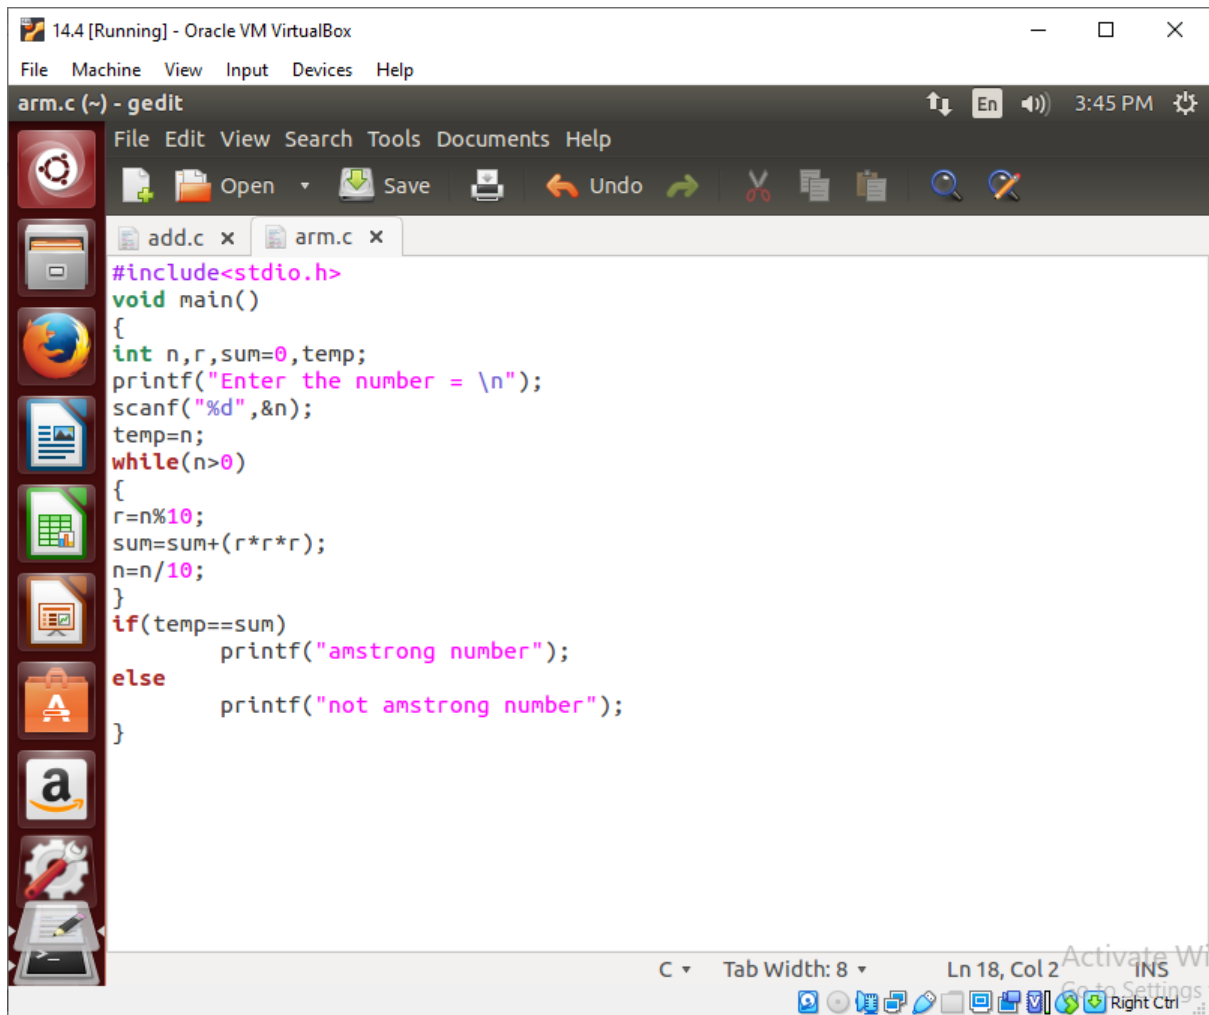 14.4 [Running] - Oracle VM VirtualBox
File Machine View Input Devices Help
arm.c (~) - gedit En 3:45 PM
File Edit View Search Tools Documents Help
Open Save Undo
add.c x arm.c x
#include<stdio.h>
void main()
{
int n,r,sum=0,temp;
printf("Enter the number = \n");
scanf("%d",&n);
temp=n;
while(n>0)
{
r=n%10;
sum=sum+(r*r*r);
n=n/10;
}
if(temp==sum)
printf("amstrong number");
else
printf("not amstrong number");
}
C Tab Width: 8 Ln 18, Col 2 INS
Activate Wi
Go to Settings
Right Ctrl